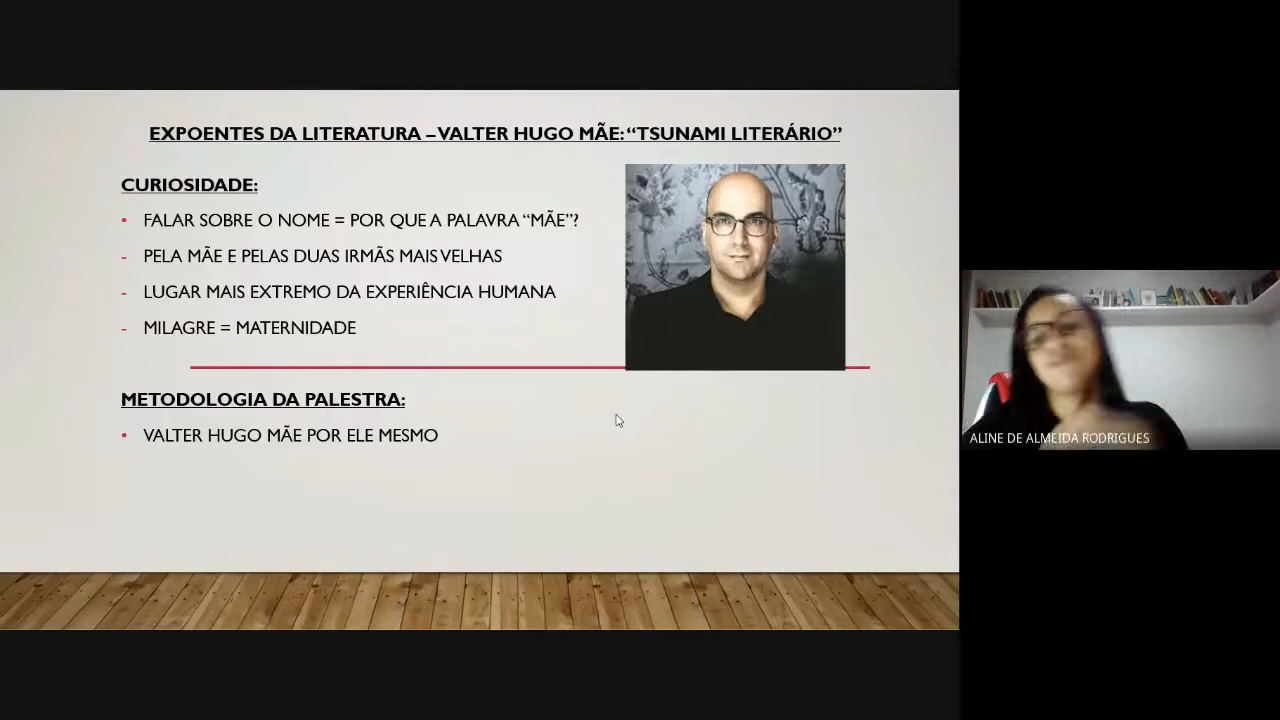 EXPOENTES DA LITERATURA – VALTER HUGO MÃE: “TSUNAMI LITERÁRIO”
CURIOSIDADE:
• FALAR SOBRE O NOME = POR QUE A PALAVRA “MÃE”?
- PELA MÃE E PELAS DUAS IRMÃS MAIS VELHAS
- LUGAR MAIS EXTREMO DA EXPERIÊNCIA HUMANA
- MILAGRE = MATERNIDADE
METODOLOGIA DA PALESTRA:
• VALTER HUGO MÃE POR ELE MESMO
ALINE DE ALMEIDA RODRIGUES